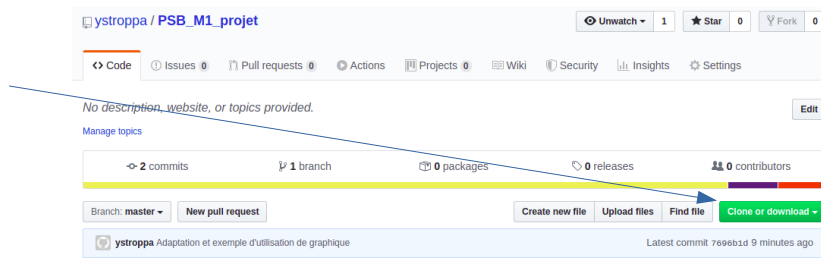 ystroppa / PSB_M1_projet
Unwatch 1 Star 0 Fork 0
Code Issues 0 Pull requests 0 Actions Projects 0 Wiki Security Insights Settings
No description, website, or topics provided.
Edit
Manage topics
2 commits 1 branch 0 packages 0 releases 0 contributors
Branch: master New pull request Create new file Upload files Find file Clone or download
ystroppa Adaptation et exemple d'utilisation de graphique Latest commit 7696b1d 9 minutes ago